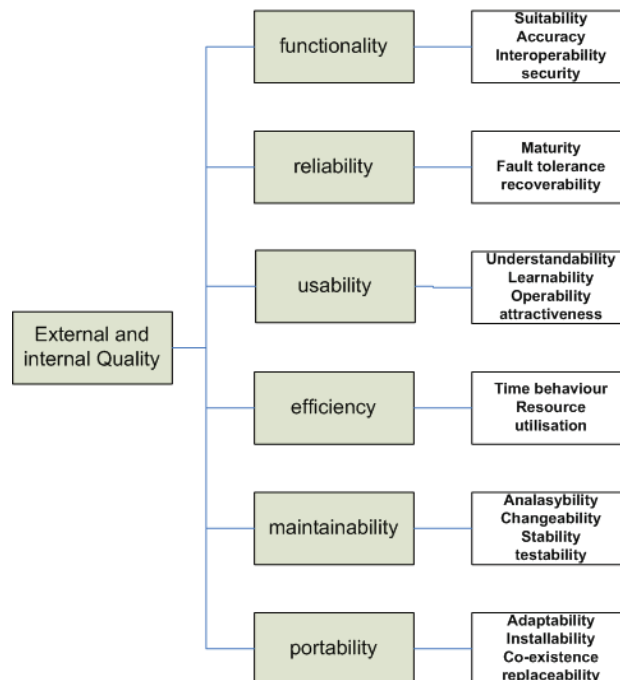 functionality
Suitability
Accuracy
Interoperability
security
reliability
Maturity
Fault tolerance
recoverability
usability
Understandability
Learnability
Operability
attractiveness
External and
internal Quality
efficiency
Time behaviour
Resource
utilisation
maintainability
Analasybility
Changeability
Stability
testability
portability
Adaptability
Installability
Co-existence
replaceability